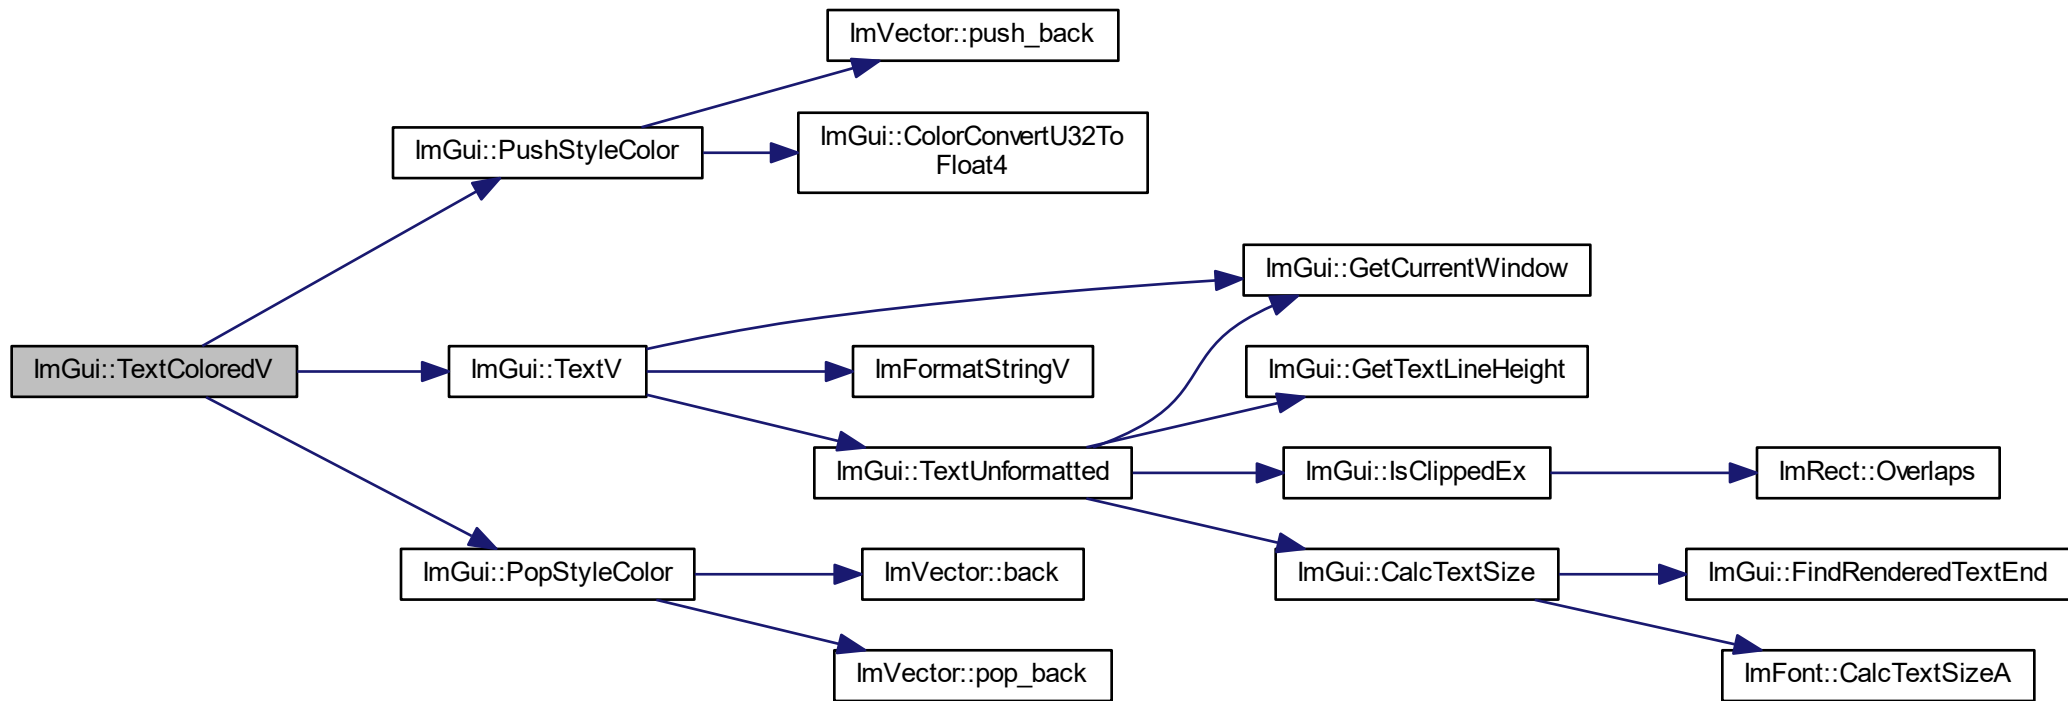 ImVector::push_back
ImGui::PushStyleColor
ImGui::ColorConvertU32To
Float4
ImGui::GetCurrentWindow
ImGui::TextColoredV
ImGui::TextV
ImFormatStringV
ImGui::GetTextLineHeight
ImGui::TextUnformatted
ImGui::IsClippedEx
ImRect::Overlaps
ImGui::PopStyleColor
ImVector::back
ImGui::CalcTextSize
ImGui::FindRenderedTextEnd
ImVector::pop_back
ImFont::CalcTextSizeA